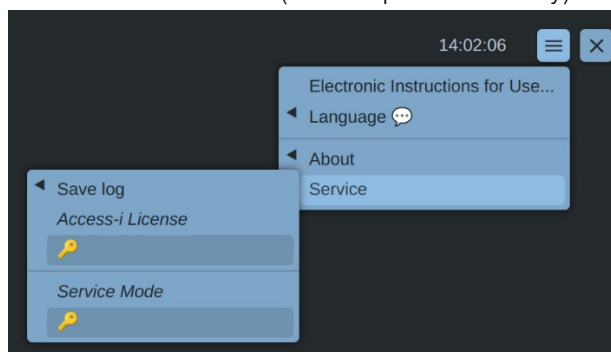 14:02:06
Electronic Instructions for Use...
Language
About
Service
Save log
Access-i License
Service Mode